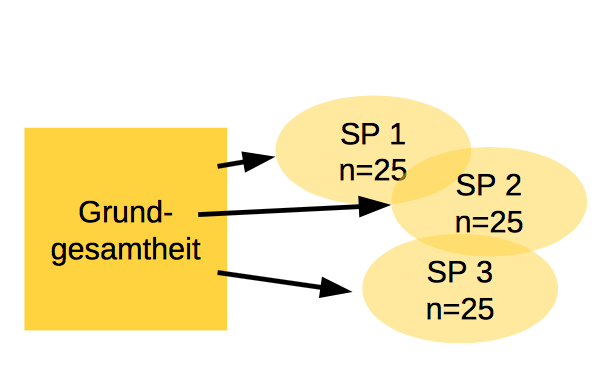 Grund-
gesamtheit
SP 1
n=25
SP 2
n=25
SP 3
n=25